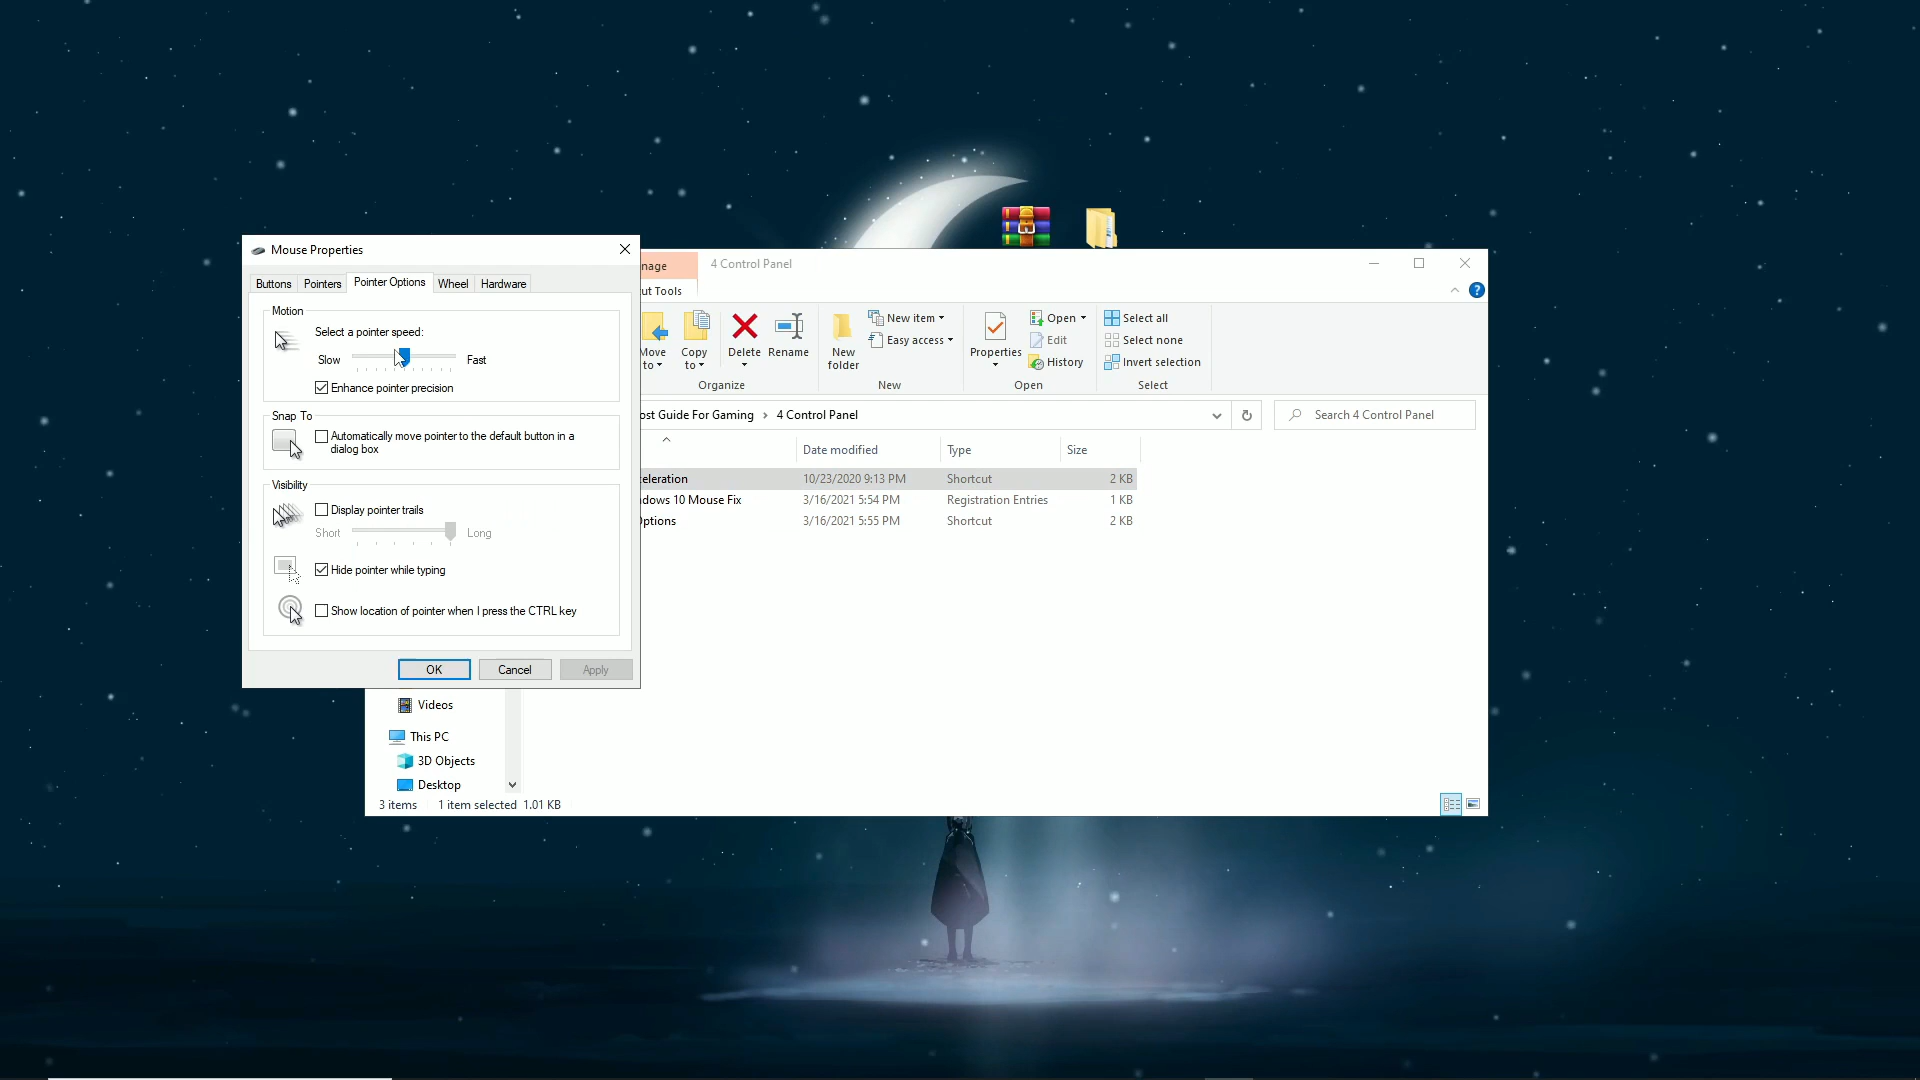 Mouse Properties
Buttons
Pointers
Pointer Options
Wheel
Hardware
Motion
Select a pointer speed:
Slow
Fast
Enhance pointer precision
Snap To
Automatically move pointer to the default button in a
dialog box
Visibility
Display pointer trails
Short
Long
Hide pointer while typing
Show location of pointer when I press the CTRL key
OK
Cancel
Apply
nage
4 Control Panel
ut Tools
?
Move
to
Copy
to
Delete
Rename
Organize
New
folder
New item
Easy access
New
Properties
Open
Edit
History
Open
Select all
Select none
Invert selection
Select
ost Guide For Gaming > 4 Control Panel
Search 4 Control Panel
Date modified
Type
Size
eleration
10/23/2020 9:13 PM
Shortcut
2 KB
dows 10 Mouse Fix
3/16/2021 5:54 PM
Registration Entries
1 KB
ptions
3/16/2021 5:55 PM
Shortcut
2 KB
Videos
This PC
3D Objects
Desktop
3 items
1 item selected 1.01 KB